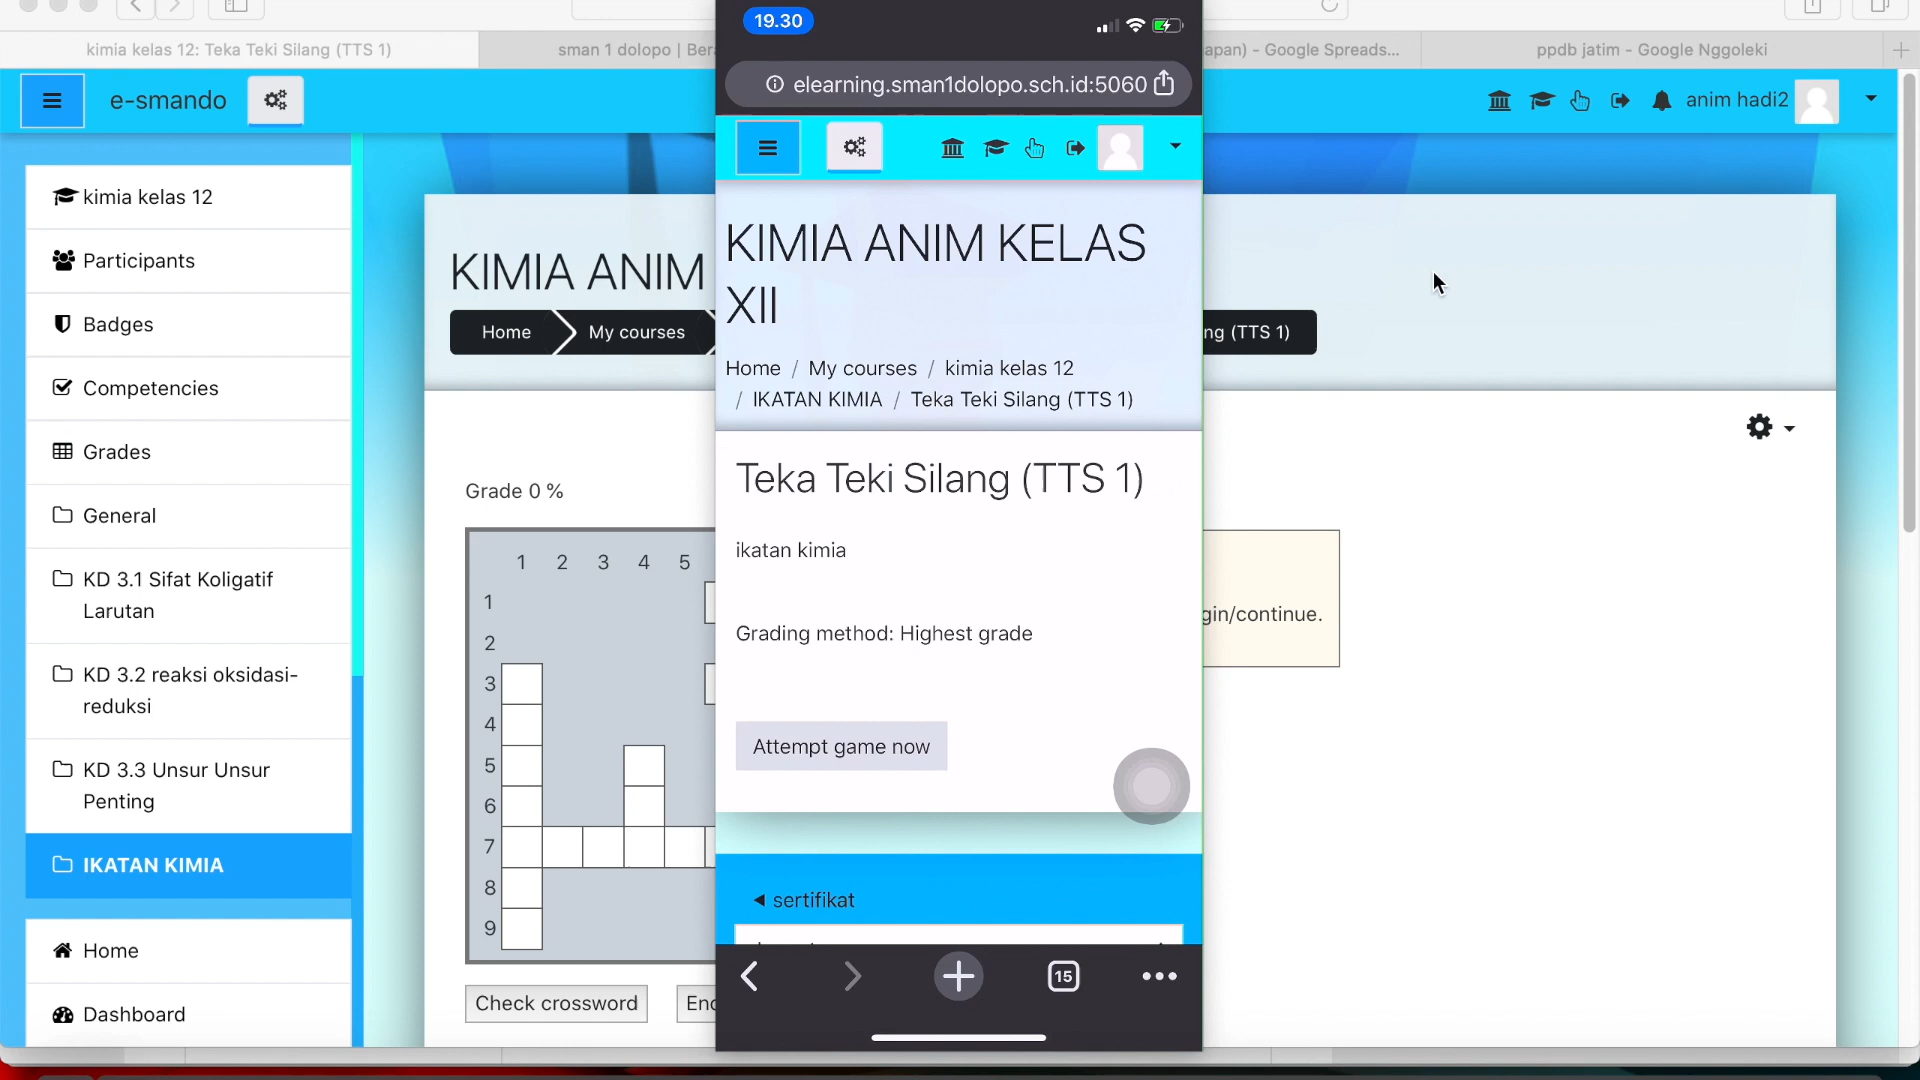 kimia kelas 12: Teka Teki Silang (TTS 1)
sman 1 dolopo | Ber
apan) - Google Spreads...
ppdb jatim - Google Nggoleki
e-smando
anim hadi2
kimia kelas 12
Participants
Badges
Competencies
Grades
General
KD 3.1 Sifat Koligatif
Larutan
KD 3.2 reaksi oksidasi-
reduksi
KD 3.3 Unsur Unsur
Penting
IKATAN KIMIA
Home
Dashboard
KIMIA ANIM
Home
My courses
ng (TTS 1)
Grade 0 %
1 2 3 4 5
1
2
3
4
5
6
7
8
9
gin/continue.
Check crossword
End
19.30
elearning.sman1dolopo.sch.id:5060
KIMIA ANIM KELAS
XII
Home / My courses / kimia kelas 12
/ IKATAN KIMIA / Teka Teki Silang (TTS 1)
Teka Teki Silang (TTS 1)
ikatan kimia
Grading method: Highest grade
Attempt game now
◄ sertifikat
15